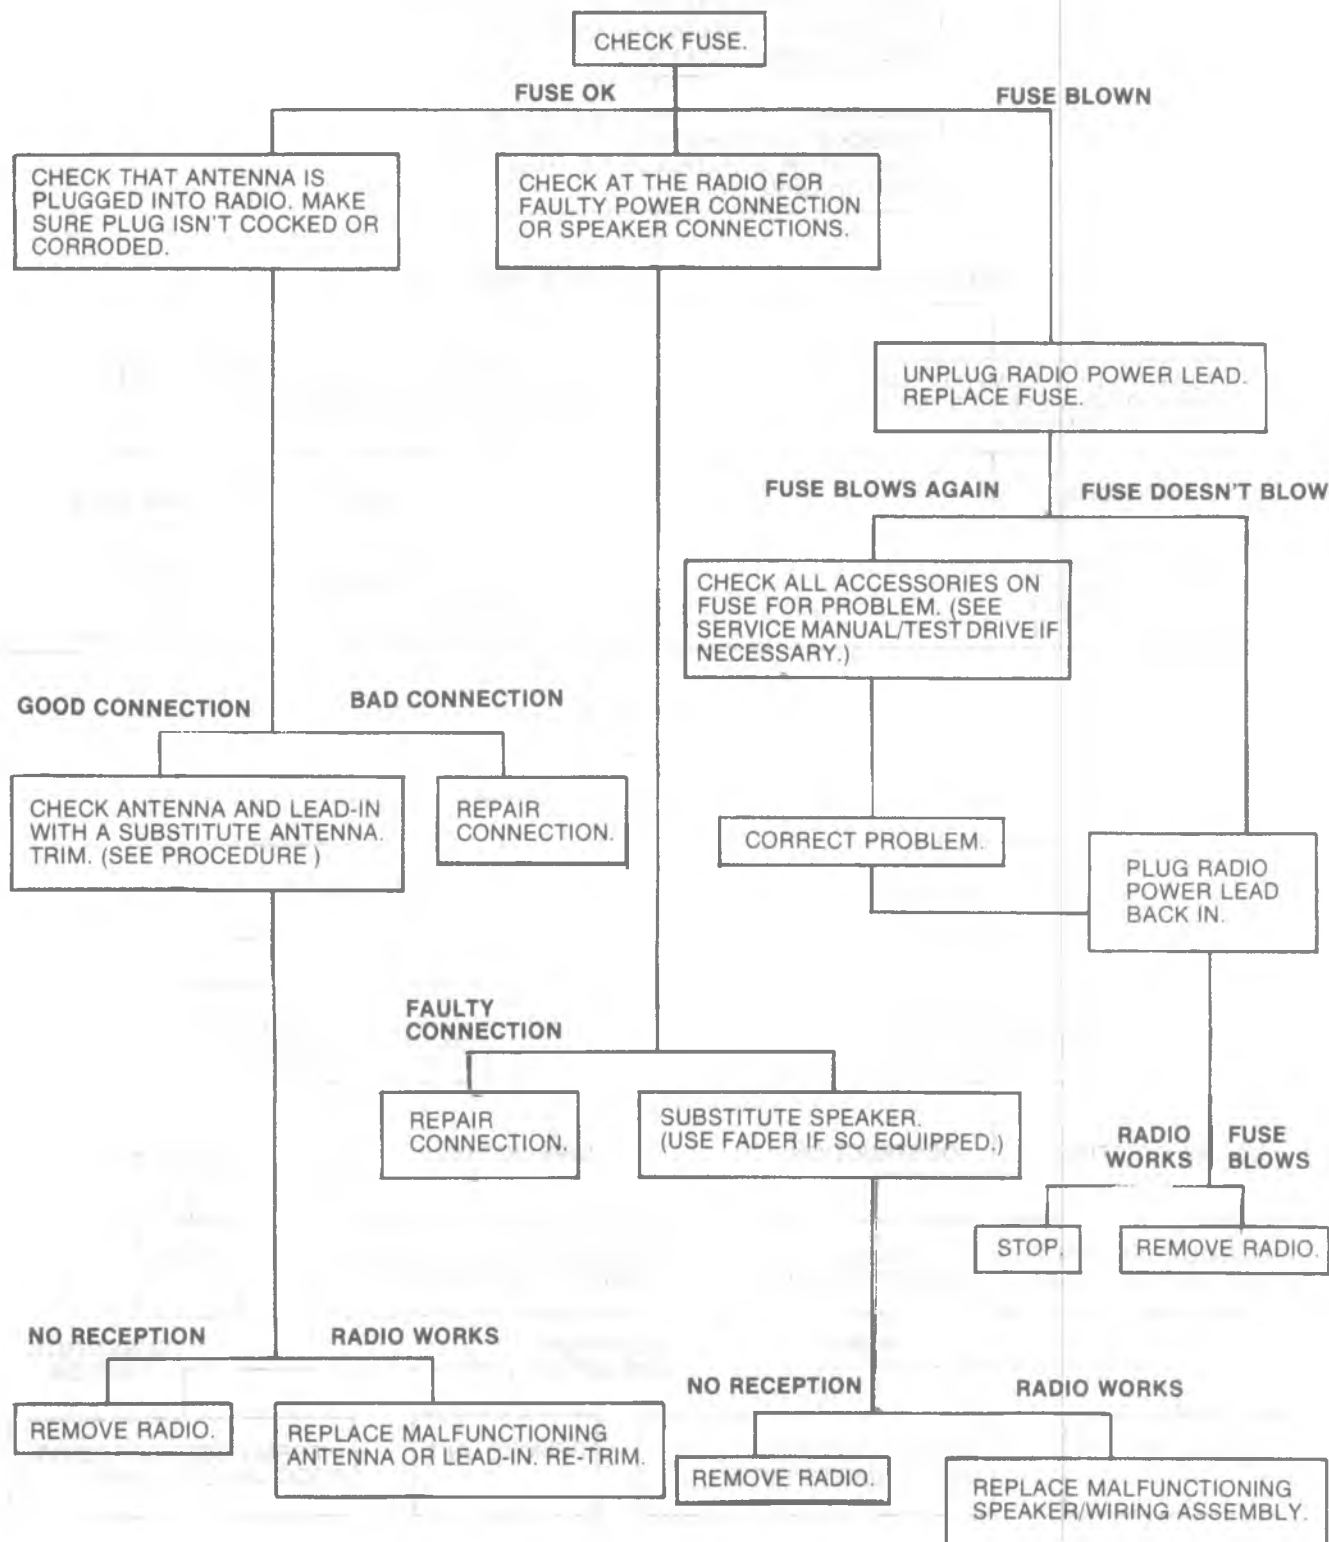 CHECK FUSE.
FUSE OK
FUSE BLOWN
CHECK THAT ANTENNA IS
PLUGGED INTO RADIO. MAKE
SURE PLUG ISN'T COCKED OR
CORRODED.
CHECK AT THE RADIO FOR
FAULTY POWER CONNECTION
OR SPEAKER CONNECTIONS.
UNPLUG RADIO POWER LEAD.
REPLACE FUSE.
FUSE BLOWS AGAIN
FUSE DOESN'T BLOW
CHECK ALL ACCESSORIES ON
FUSE FOR PROBLEM. (SEE
SERVICE MANUAL/TEST DRIVE IF
NECESSARY.)
GOOD CONNECTION
BAD CONNECTION
CHECK ANTENNA AND LEAD-IN
WITH A SUBSTITUTE ANTENNA.
TRIM. (SEE PROCEDURE )
REPAIR
CONNECTION.
CORRECT PROBLEM.
PLUG RADIO
POWER LEAD
BACK IN.
FAULTY
CONNECTION
REPAIR
CONNECTION.
SUBSTITUTE SPEAKER.
(USE FADER IF SO EQUIPPED.)
RADIO
WORKS
FUSE
BLOWS
STOP.
REMOVE RADIO.
NO RECEPTION
RADIO WORKS
REMOVE RADIO.
REPLACE MALFUNCTIONING
ANTENNA OR LEAD-IN. RE-TRIM.
NO RECEPTION
RADIO WORKS
REMOVE RADIO.
REPLACE MALFUNCTIONING
SPEAKER/WIRING ASSEMBLY.